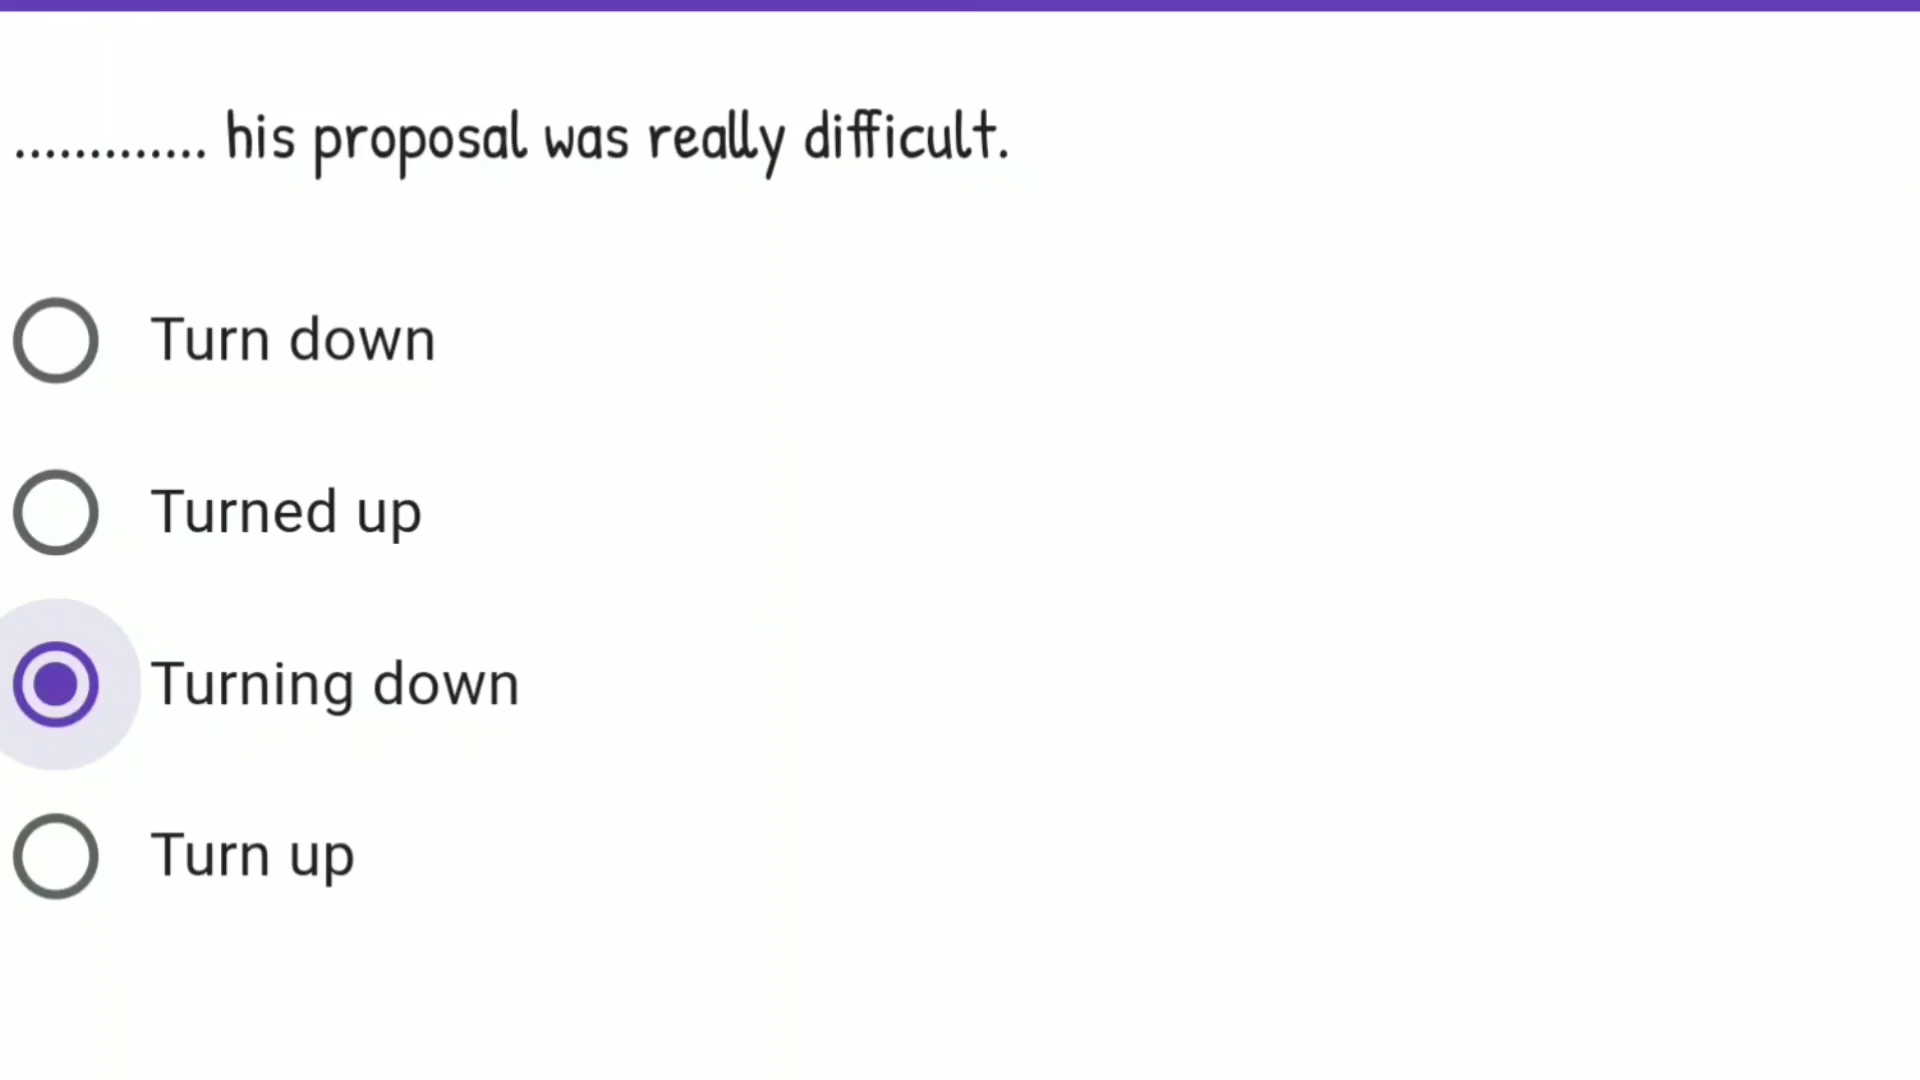 ............. his proposal was really difficult.
Turn down
Turned up
Turning down
Turn up